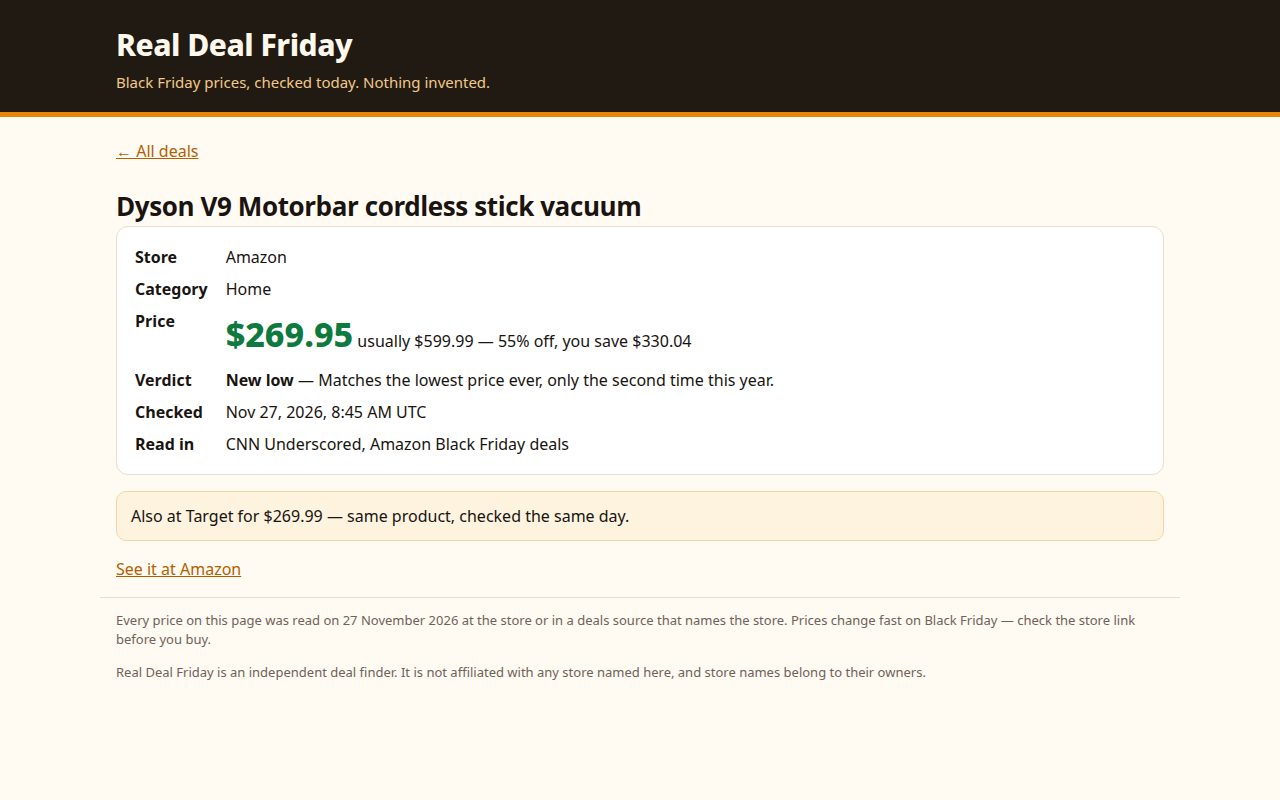 Real Deal Friday
Black Friday prices, checked today. Nothing invented.
← All deals
Dyson V9 Motorbar cordless stick vacuum
Store Amazon
Category Home
Price $269.95 usually $599.99 — 55% off, you save $330.04
Verdict New low — Matches the lowest price ever, only the second time this year.
Checked Nov 27, 2026, 8:45 AM UTC
Read in CNN Underscored, Amazon Black Friday deals
Also at Target for $269.99 — same product, checked the same day.
See it at Amazon
Every price on this page was read on 27 November 2026 at the store or in a deals source that names the store. Prices change fast on Black Friday — check the store link
before you buy.
Real Deal Friday is an independent deal finder. It is not affiliated with any store named here, and store names belong to their owners.